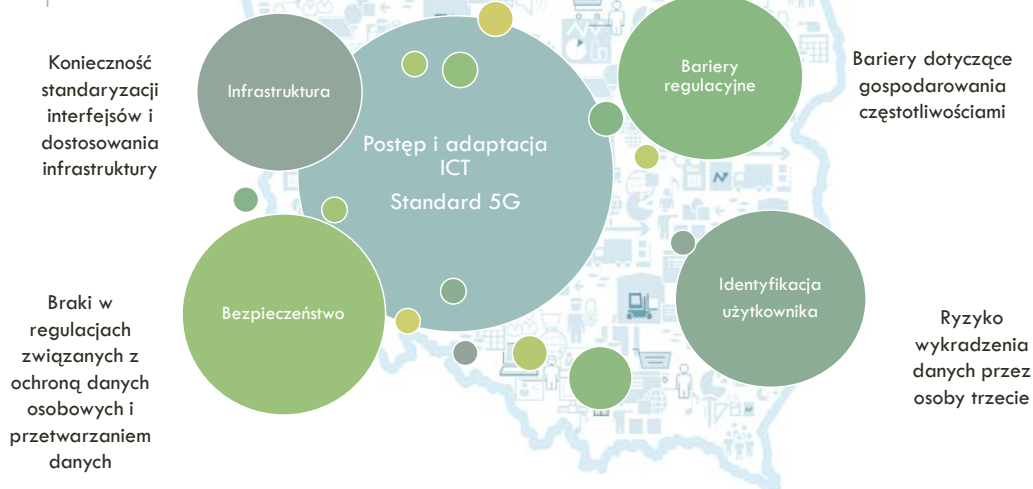 Konieczność
standaryzacji
interfejsów i
dostosowania
infrastruktury
Infrastruktura
Postęp i adaptacja
ICT
Standard 5G
Bariery
regulacyjne
Bariery dotyczące
gospodarowania
częstotliwościami
Braki w
regulacjach
związanych z
ochroną danych
osobowych i
przetwarzaniem
danych
Bezpieczeństwo
Identyfikacja
użytkownika
Ryzyko
wykradzenia
danych przez
osoby trzecie